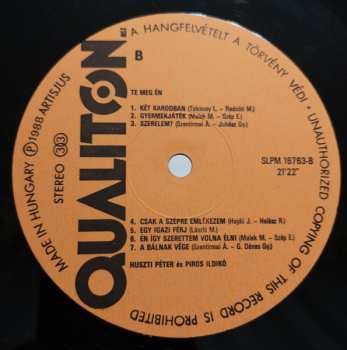 A HANGFELVÉTELT A TÖRVÉNY VÉDI · UNAUTHORIZED COPYING OF THIS RECORD IS PROHIBITED
MADE IN HUNGARY Ⓟ 1988 ARTISJUS
STEREO 33
QUALITON
B
TE MEG ÉN
1. KÉT KARODBAN (Tolcsvay L. - Radnóti M.)
2. GYERMEKJÁTÉK (Malek M. - Szép E.)
3. SZERELEM? (Szentirmai Á. - Juhász Gy.)
SLPM 16763-B
21'22"
4. CSAK A SZÉPRE EMLÉKEZEM (Hajdú J. - Heilasz R.)
5. EGY IGAZI FÉRJ (László M.)
6. ÉN ÍGY SZERETTEM VOLNA ÉLNI (Malek M. - Szép E.)
7. A BÁLNAK VÉGE (Szentirmai Á. - G. Dénes Gy.)
HUSZTI PÉTER és PIROS ILDIKÓ